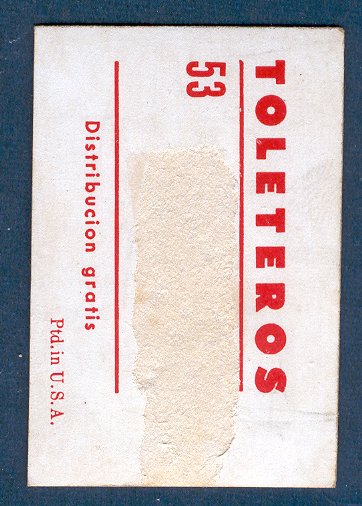 TOLETEROS
53
Distribucion gratis
Ptd. in U.S.A.